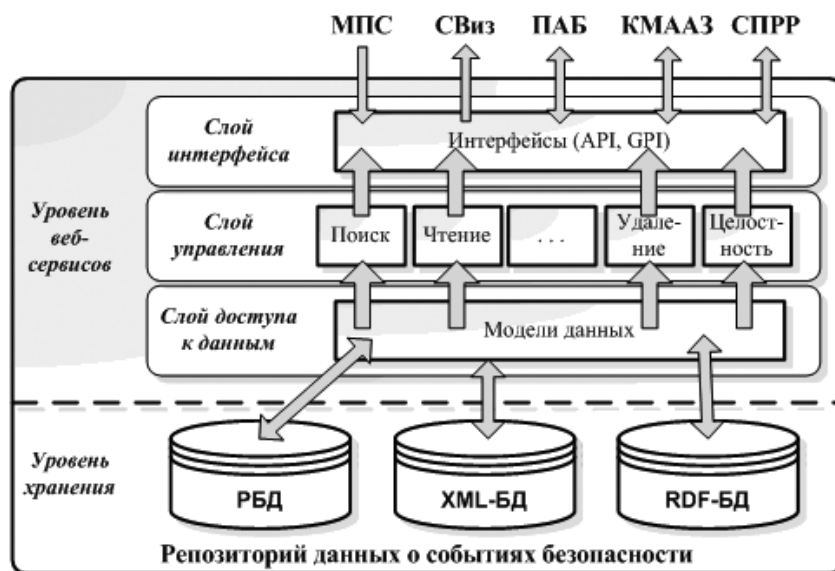 МПС СВиз ПАБ КМААЗ СПРР
Слой
интерфейса
Интерфейсы (API, GPI)
Уровень
веб-
сервисов
Слой
управления
Поиск
Чтение
. . .
Удале-
ние
Целост-
ность
Слой доступа
к данным
Модели данных
Уровень
хранения
РБД
XML-БД
RDF-БД
Репозиторий данных о событиях безопасности